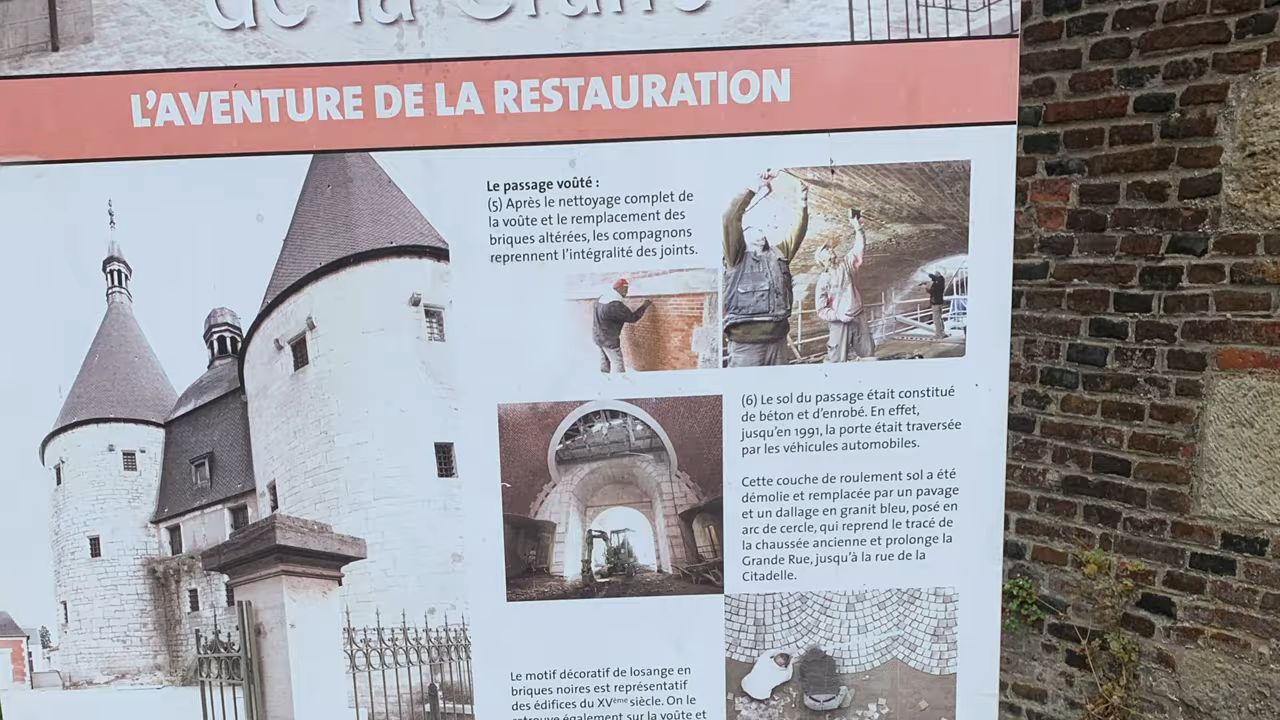 de la
L'AVENTURE DE LA RESTAURATION
Le passage voûté :
(5) Après le nettoyage complet de
la voûte et le remplacement des
briques altérées, les compagnons
reprennent l'intégralité des joints.
(6) Le sol du passage était constitué
de béton et d'enrobé. En effet,
jusqu'en 1991, la porte était traversée
par les véhicules automobiles.
Cette couche de roulement sol a été
démolie et remplacée par un pavage
et un dallage en granit bleu, posé en
arc de cercle, qui reprend le tracé de
la chaussée ancienne et prolonge la
Grande Rue, jusqu'à la rue de la
Citadelle.
Le motif décoratif de losange en
briques noires est représentatif
des édifices du XVème siècle. On le
retrouve également sur la voûte et